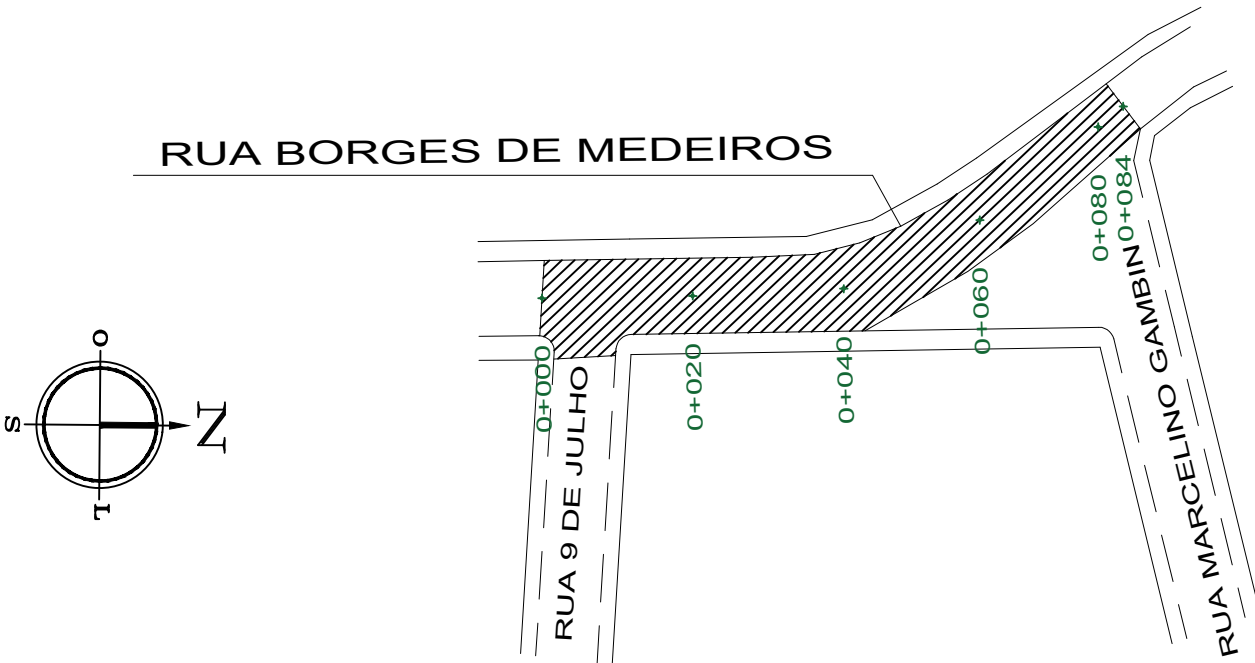 RUA BORGES DE MEDEIROS
0+000
0+020
0+040
0+060
0+080
0+084
RUA 9 DE JULHO
RUA MARCELINO GAMBIN
O
S
N
L